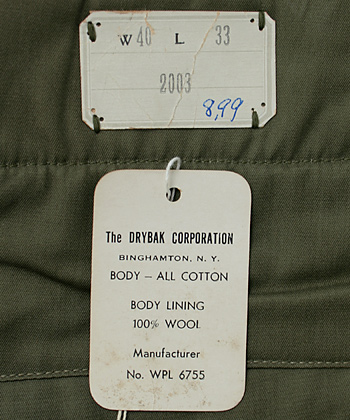 W 40 L 33
2003
8,99
The DRYBAK CORPORATION
BINGHAMTON, N. Y.
BODY — ALL COTTON
BODY LINING
100% WOOL
Manufacturer
No. WPL 6755